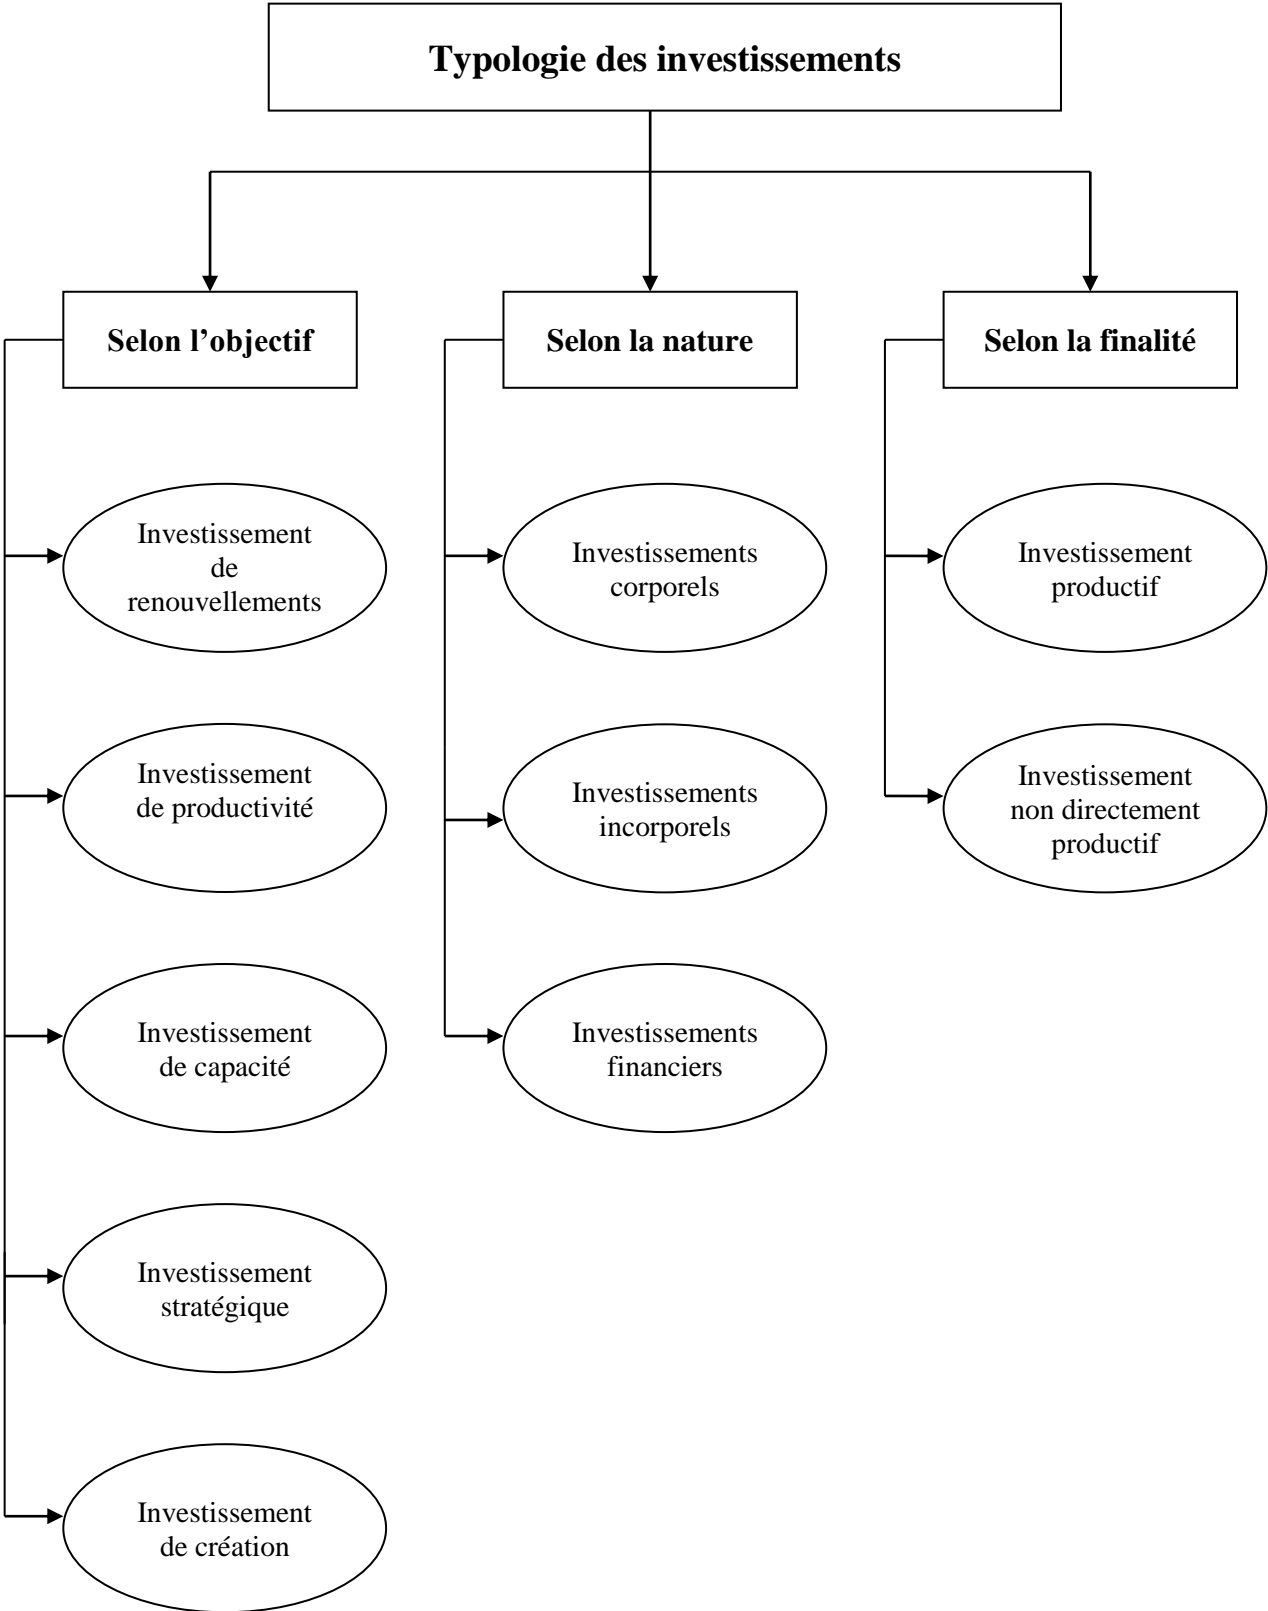 Typologie des investissements
Selon l’objectif
Selon la nature
Selon la finalité
Investissement
de
renouvellements
Investissements
corporels
Investissement
productif
Investissement
de productivité
Investissements
incorporels
Investissement
non directement
productif
Investissement
de capacité
Investissements
financiers
Investissement
stratégique
Investissement
de création